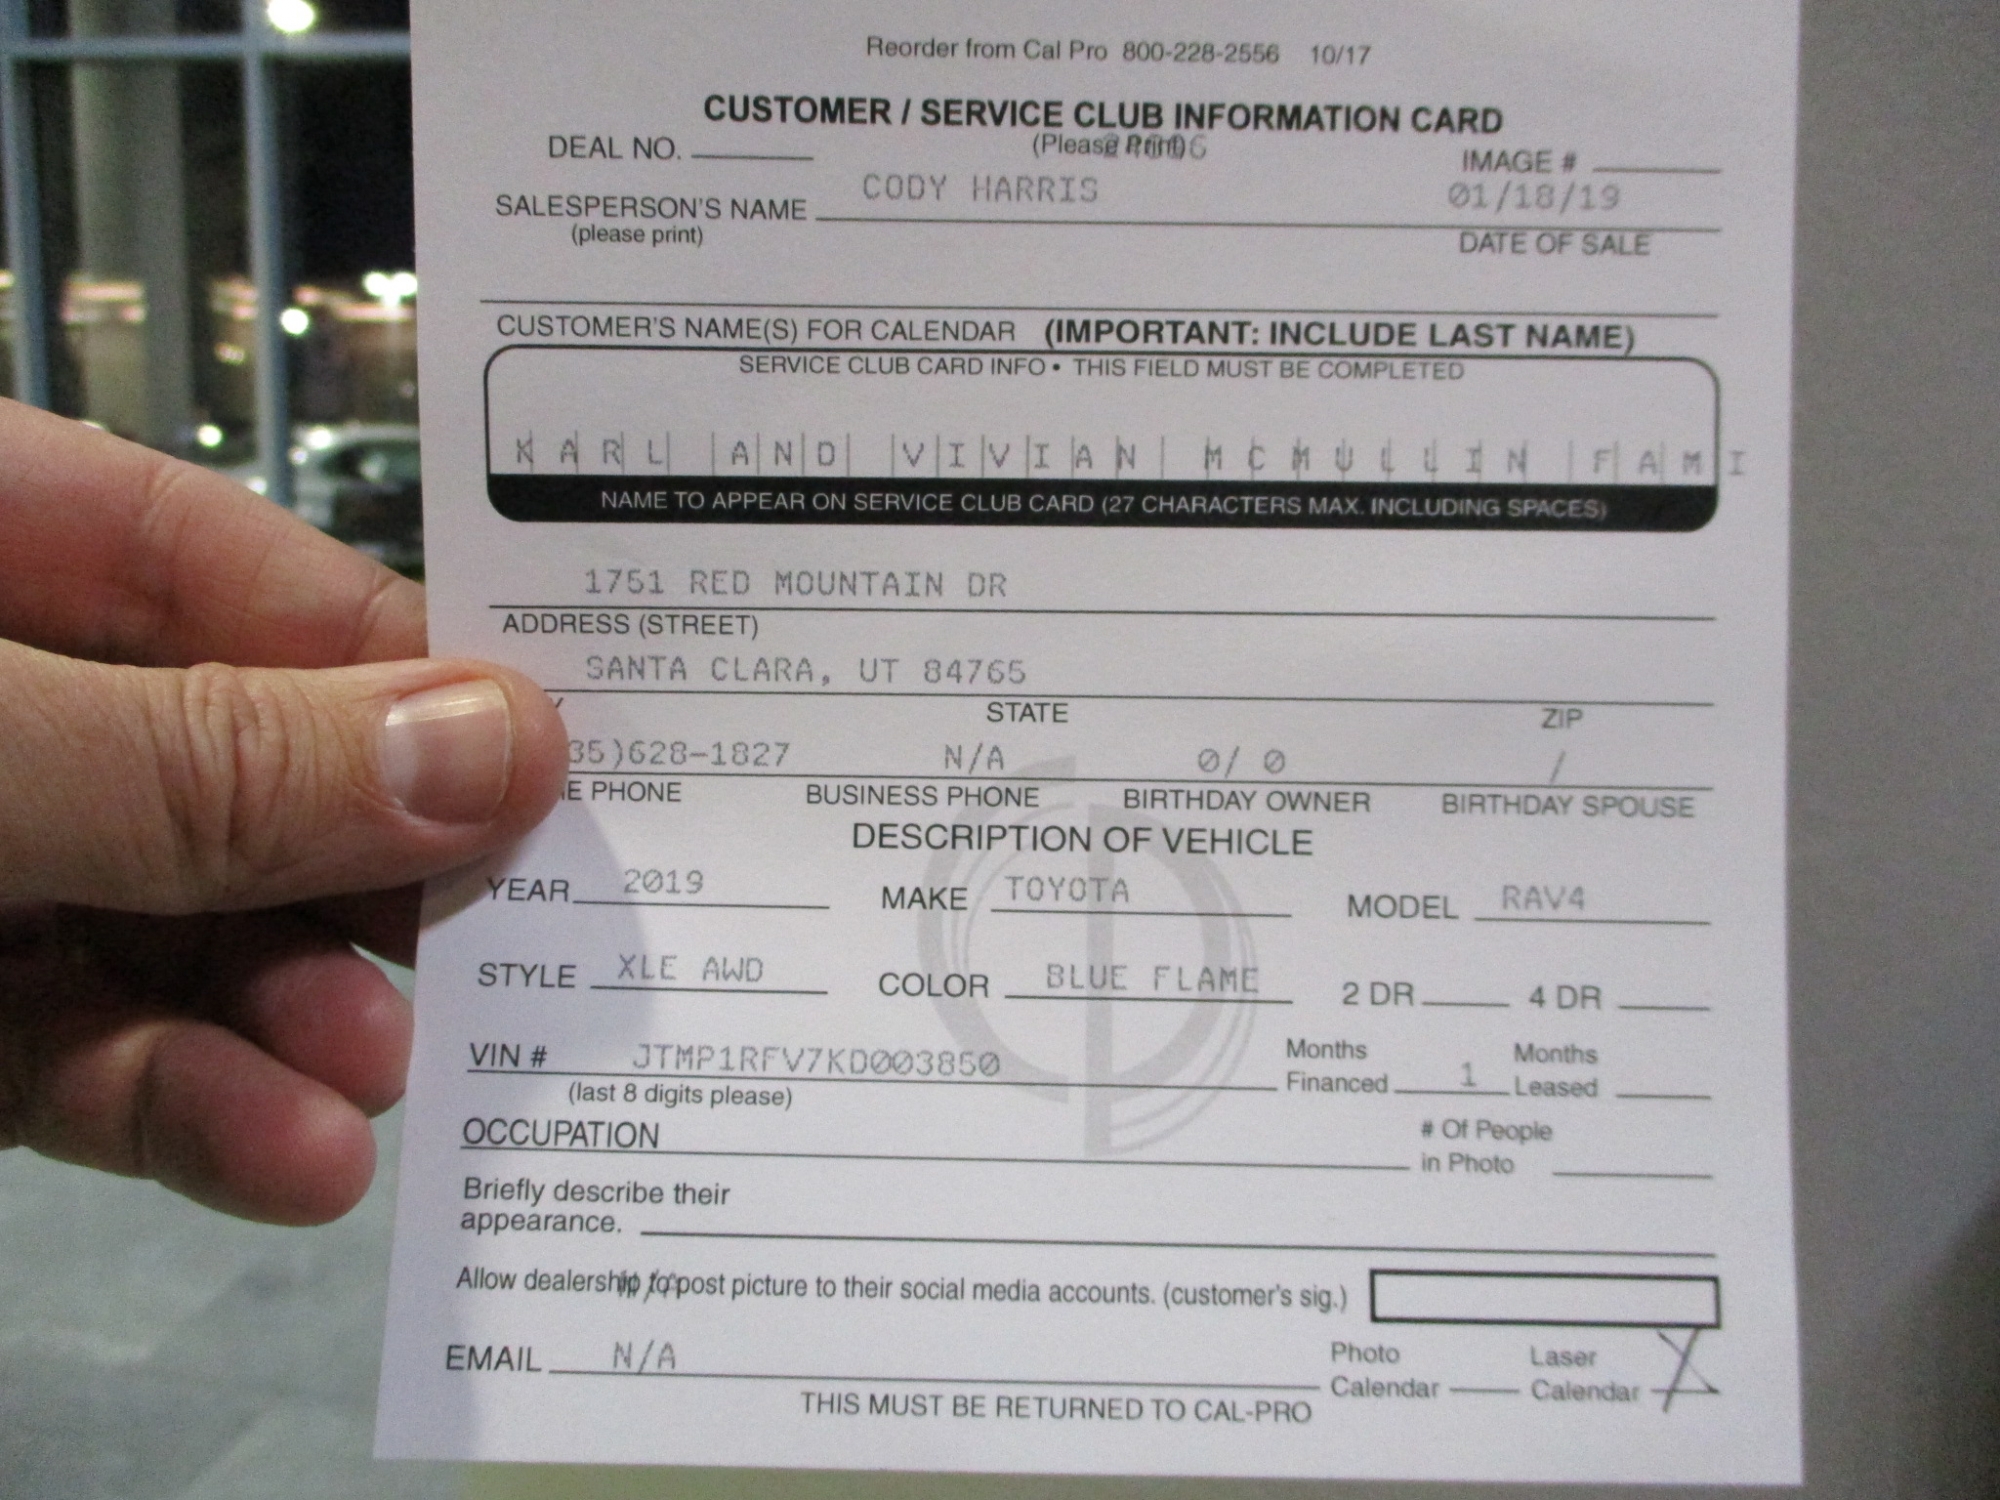 Reorder from Cal Pro 800-228-2556 10/17
CUSTOMER / SERVICE CLUB INFORMATION CARD
(Please Print)
DEAL NO.
IMAGE #
CODY HARRIS
01/18/19
SALESPERSON'S NAME
(please print)
DATE OF SALE
CUSTOMER'S NAME(S) FOR CALENDAR (IMPORTANT: INCLUDE LAST NAME)
SERVICE CLUB CARD INFO • THIS FIELD MUST BE COMPLETED
KARL AND VIVIAN MCMULLIN FAMI
NAME TO APPEAR ON SERVICE CLUB CARD (27 CHARACTERS MAX. INCLUDING SPACES)
1751 RED MOUNTAIN DR
ADDRESS (STREET)
SANTA CLARA, UT 84765
STATE ZIP
35)628-1827 N/A 0/ 0 /
E PHONE BUSINESS PHONE BIRTHDAY OWNER BIRTHDAY SPOUSE
DESCRIPTION OF VEHICLE
YEAR 2019 MAKE TOYOTA MODEL RAV4
STYLE XLE AWD COLOR BLUE FLAME 2 DR 4 DR
VIN # JTMP1RFV7KD003850 Months Financed 1 Months Leased
(last 8 digits please)
OCCUPATION # Of People in Photo
Briefly describe their
appearance.
Allow dealership to post picture to their social media accounts. (customer's sig.)
EMAIL N/A Photo Calendar Laser Calendar X
THIS MUST BE RETURNED TO CAL-PRO